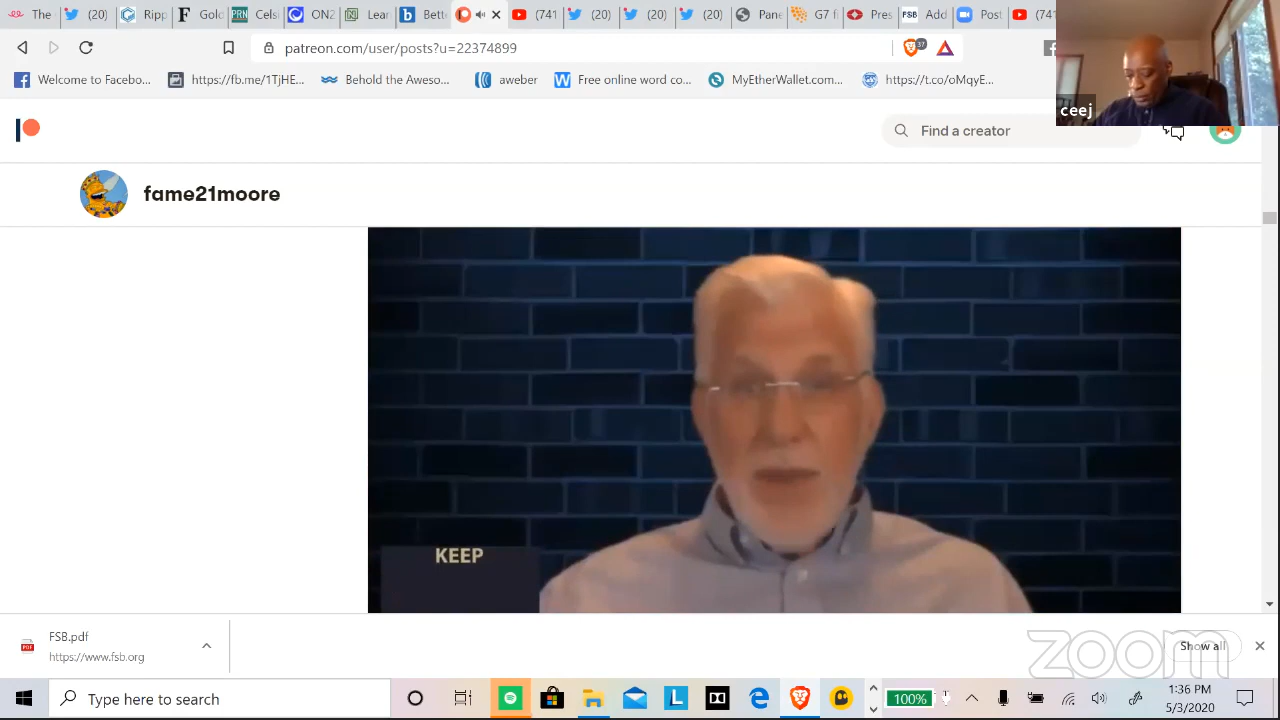 The
(20)
Ripp
F Gold
PRN Cels
ON2
Lear
b Bett
(741
(20)
(20)
(20)
Pane
G7 f
FSB Add
Post
(741
patreon.com/user/posts?u=22374899
37
Welcome to Facebo...
https://fb.me/1TjHE...
Behold the Aweso...
aweber
W Free online word co...
MyEtherWallet.com...
https://t.co/oMqyE...
ceej
Find a creator
fame21moore
KEEP
FSB.pdf
https://www.fsb.org
Show all
zoom
Type here to search
L
100%
1:36 PM
5/3/2020